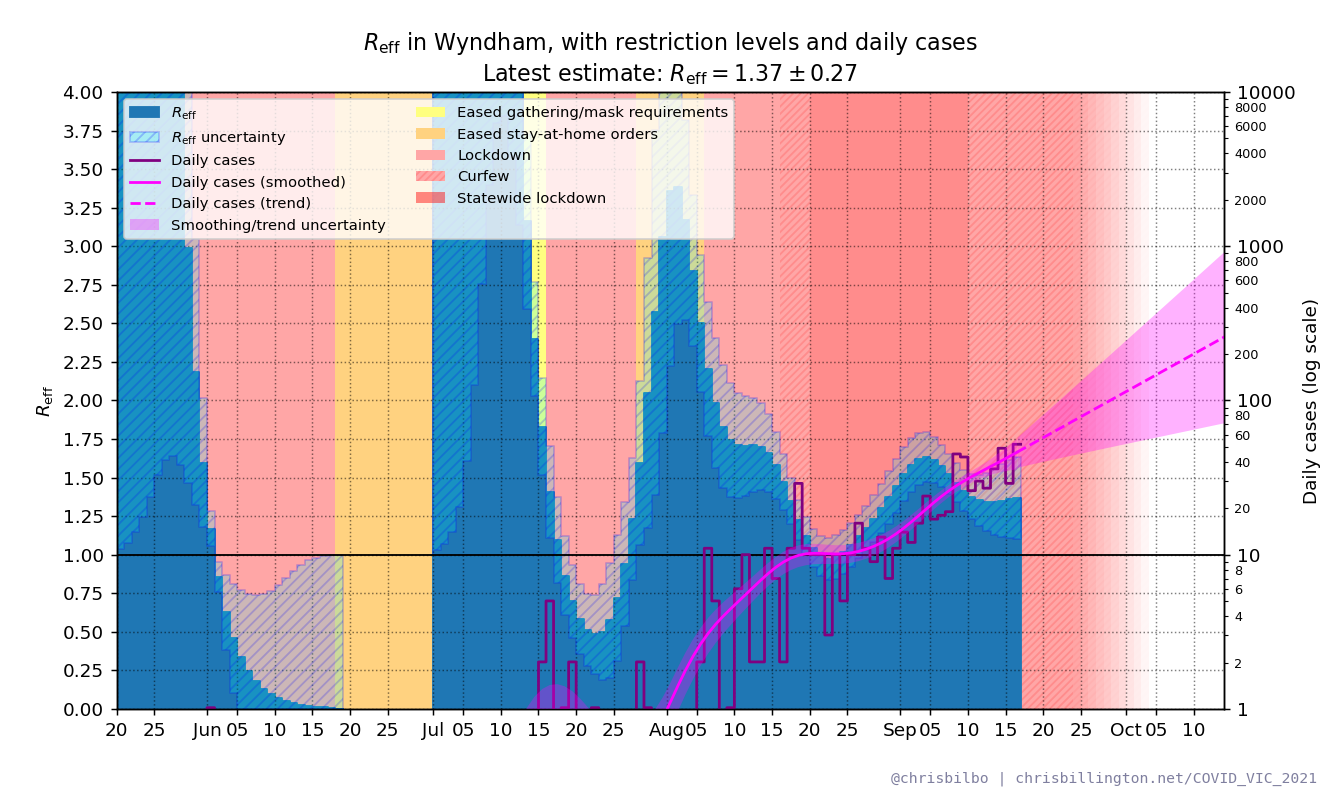 R_eff in Wyndham, with restriction levels and daily cases
Latest estimate: R_eff = 1.37 ± 0.27
R_eff
R_eff uncertainty
Daily cases
Daily cases (smoothed)
Daily cases (trend)
Smoothing/trend uncertainty
Eased gathering/mask requirements
Eased stay-at-home orders
Lockdown
Curfew
Statewide lockdown
R_eff
4.00
3.75
3.50
3.25
3.00
2.75
2.50
2.25
2.00
1.75
1.50
1.25
1.00
0.75
0.50
0.25
0.00
10000
8000
6000
4000
2000
1000
800
600
400
200
100
80
60
40
20
10
8
6
4
2
1
Daily cases (log scale)
20 25 Jun 05 10 15 20 25 Jul 05 10 15 20 25 Aug 05 10 15 20 25 Sep 05 10 15 20 25 Oct 05 10
@chrisbilbo | chrisbillington.net/COVID_VIC_2021